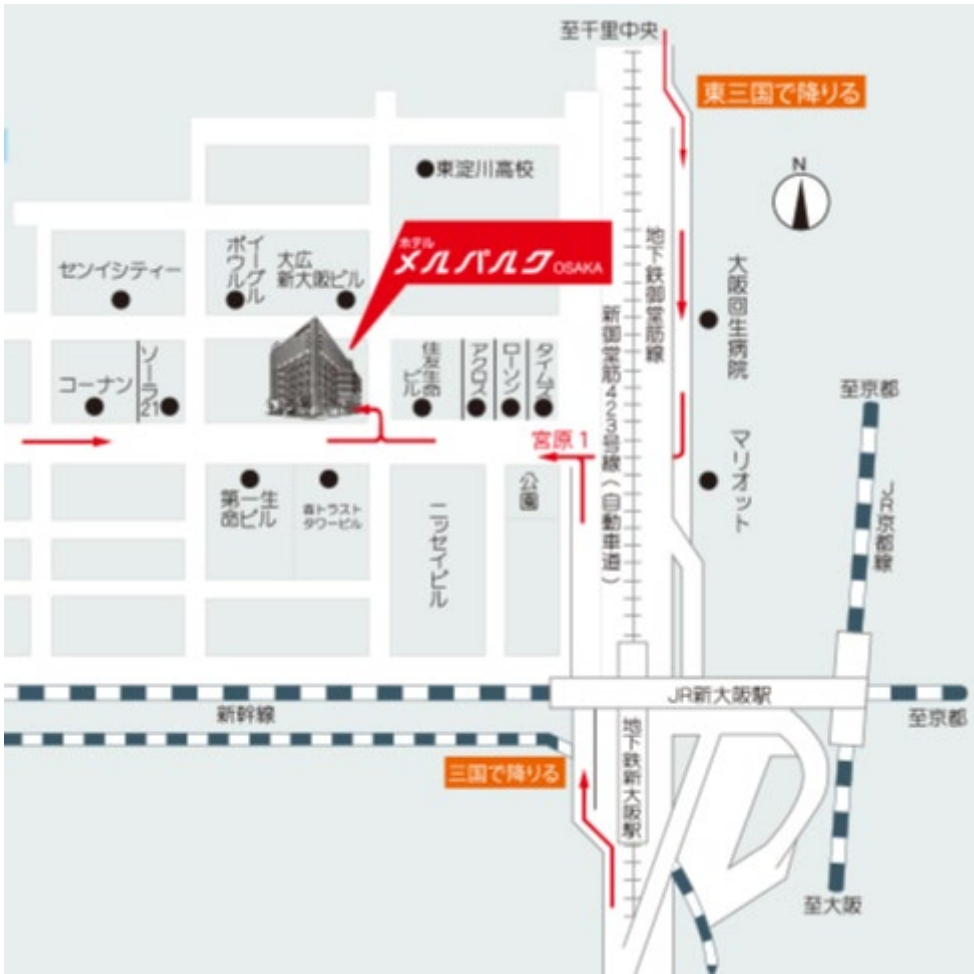 至千里中央
東三国で降りる
N
東淀川高校
ホテル
メルパルク OSAKA
地下鉄御堂筋線
新御堂筋423号線(自動車道)
センイシティー
イーグル
ボウル
大広
新大阪ビル
大阪回生病院
コーナン
ソーラ21
住友生命
ビル
アクロス
ローソン
タイムズ
至京都
宮原1
マリオット
JR京都線
第一生
命ビル
森トラスト
タワービル
ニッセイビル
公園
JR新大阪駅
新幹線
至京都
地下鉄新大阪駅
三国で降りる
至大阪